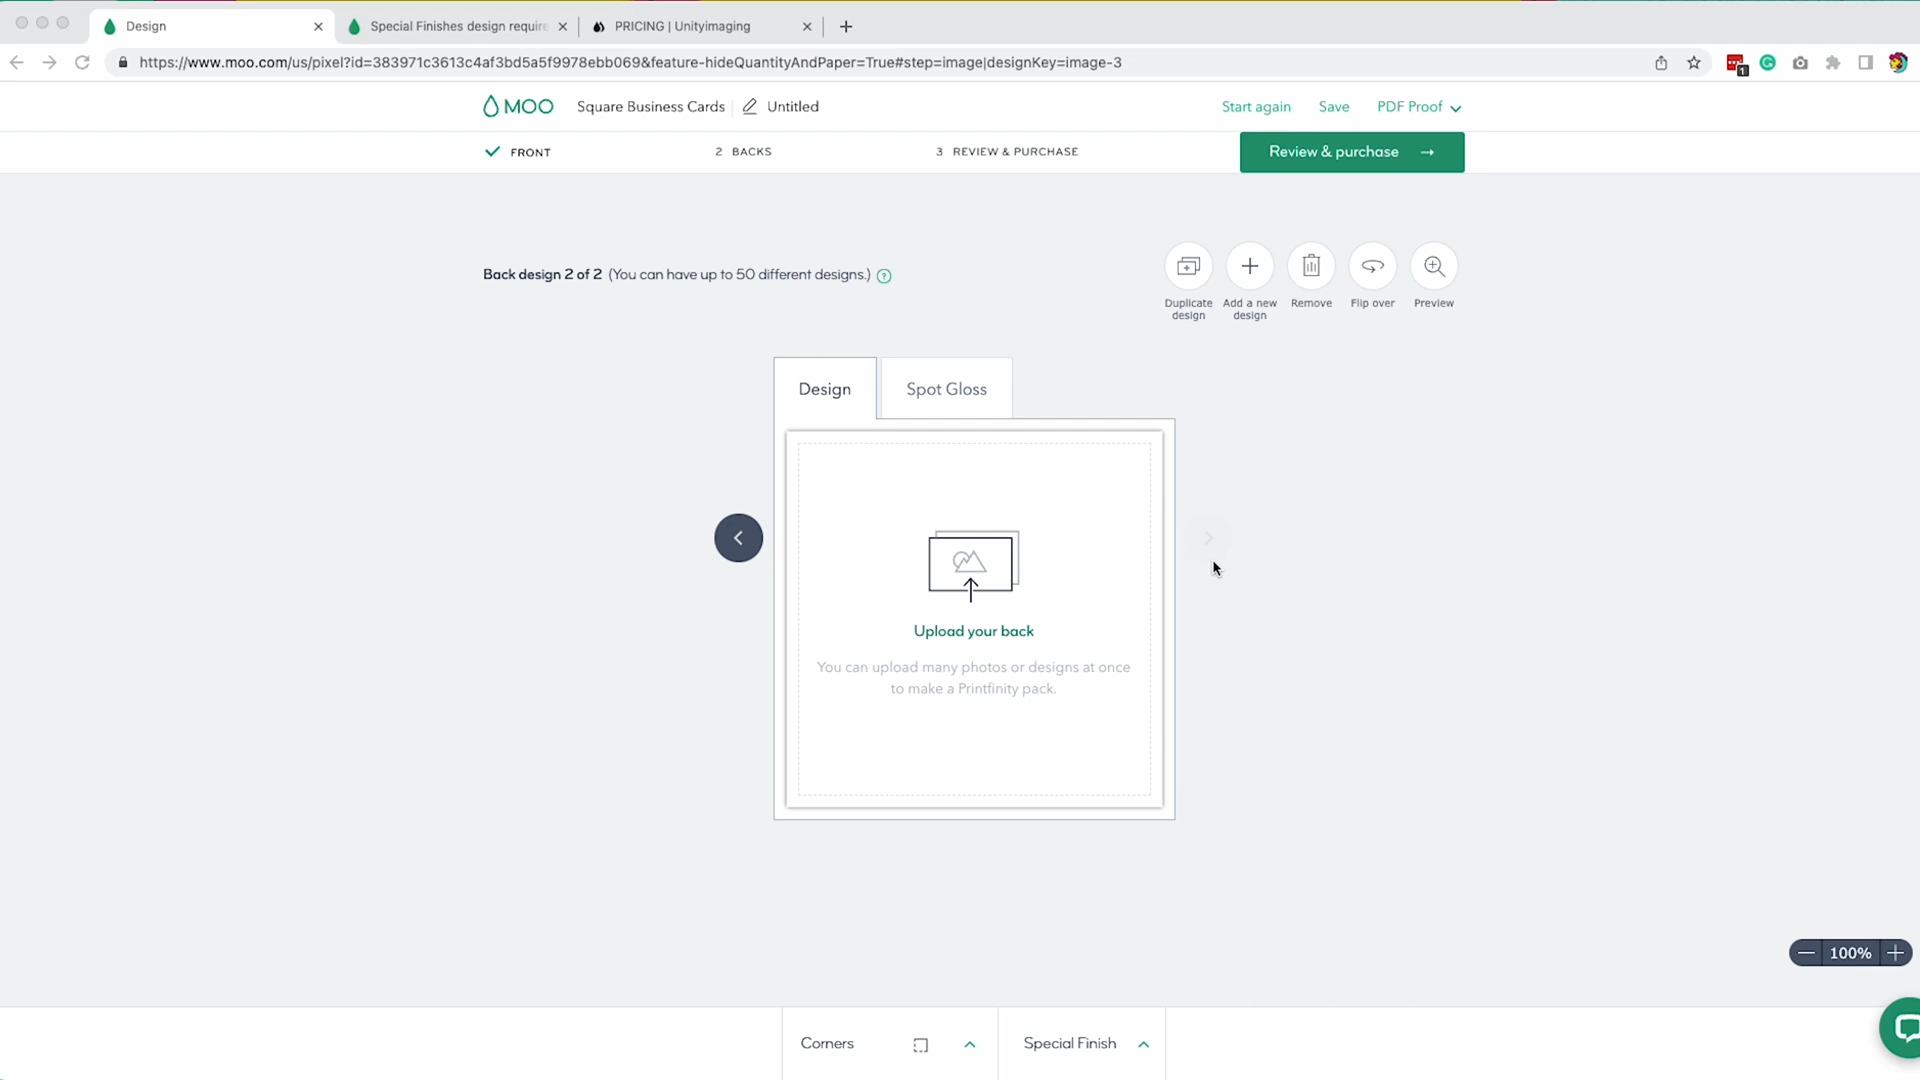 Design
Special Finishes design require
PRICING | Unityimaging
https://www.moo.com/us/pixel?id=383971c3613c4af3bd5a5f9978ebb069&feature-hideQuantityAndPaper=True#step=image|designKey=image-3
1
MOO
Square Business Cards
Untitled
Start again
Save
PDF Proof
FRONT
2 BACKS
3 REVIEW & PURCHASE
Review & purchase →
Back design 2 of 2 (You can have up to 50 different designs.) ?
Duplicate
design
Add a new
design
Remove
Flip over
Preview
Design
Spot Gloss
Upload your back
You can upload many photos or designs at once
to make a Printfinity pack.
100%
Corners
Special Finish